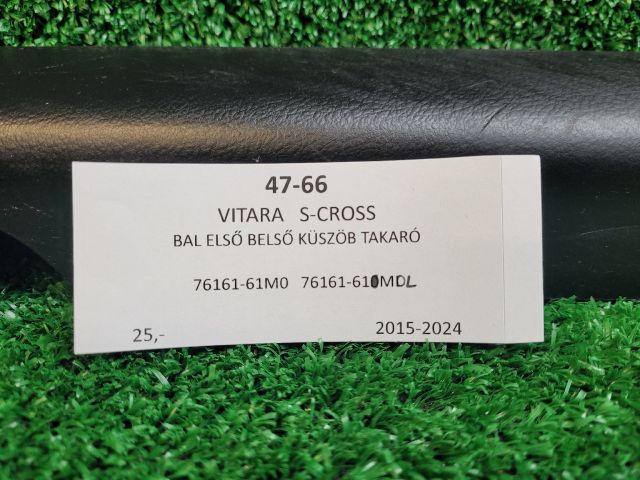 47-66
VITARA S-CROSS
BAL ELSŐ BELSŐ KÜSZÖB TAKARÓ
76161-61M0 76161-610MDL
25,- 2015-2024